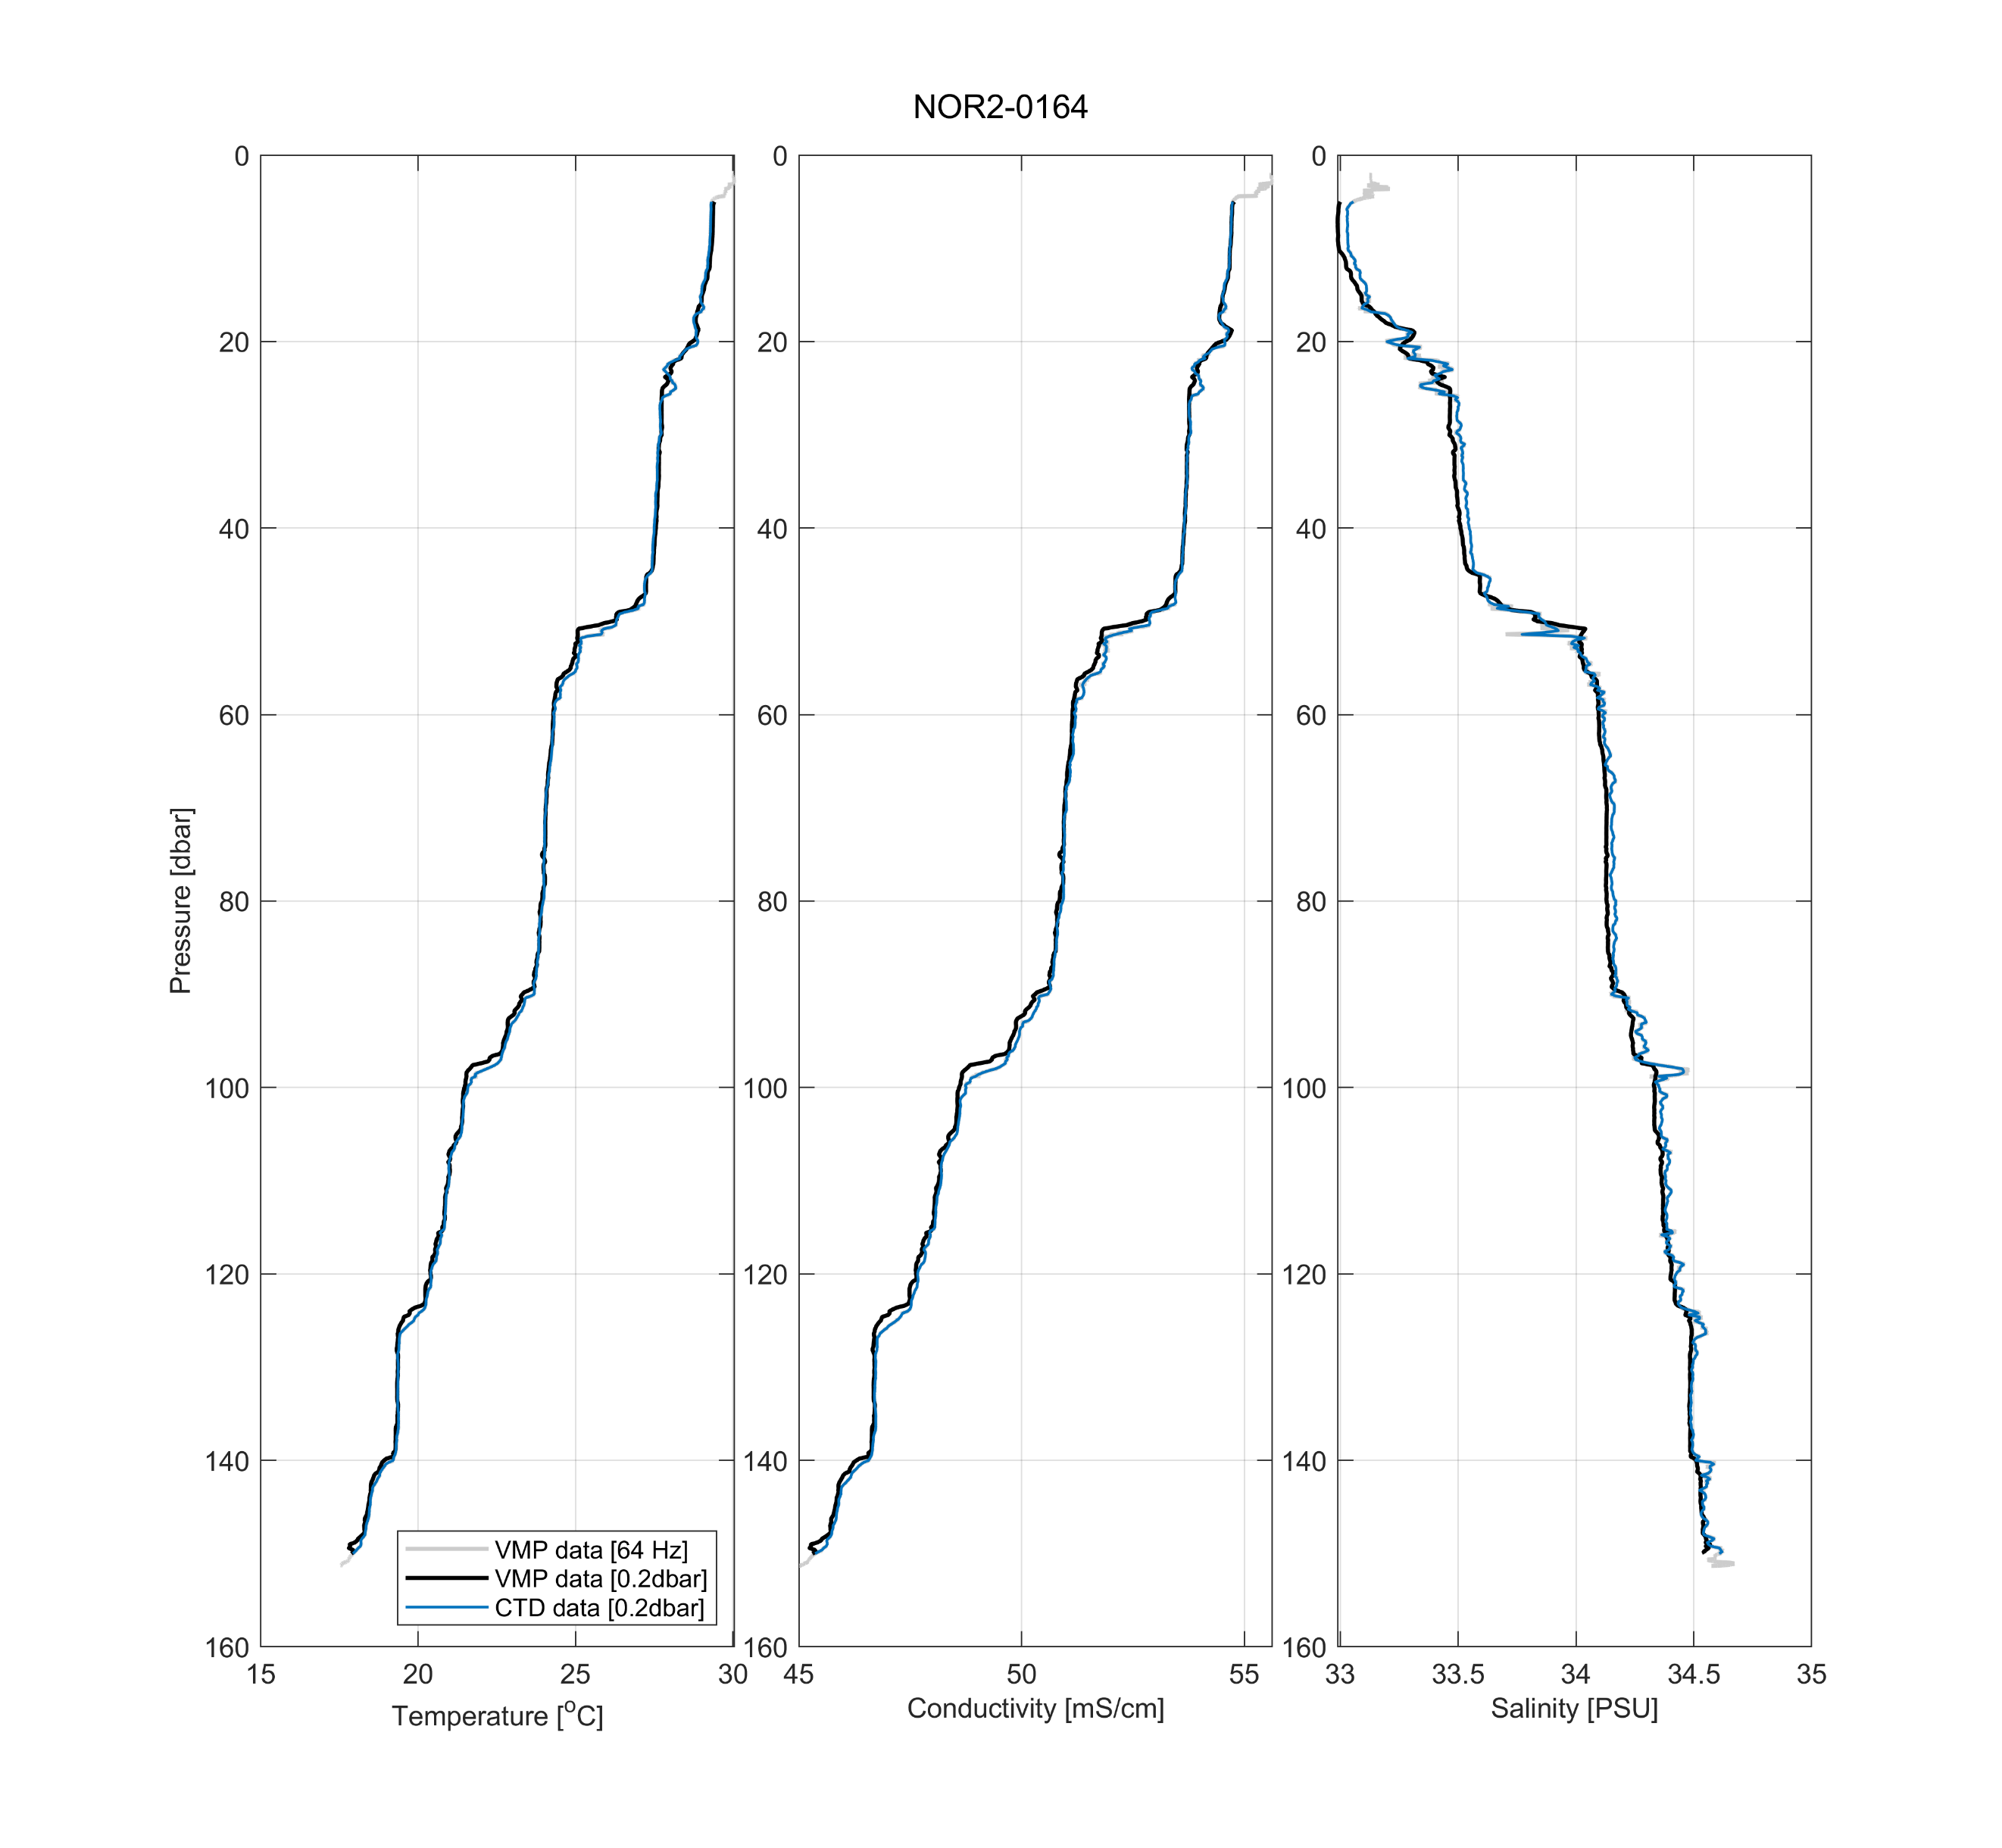 NOR2-0164
0
20
40
60
80
100
120
140
160
15 20 25 30
Pressure [dbar]
Temperature [°C]
VMP data [64 Hz]
VMP data [0.2dbar]
CTD data [0.2dbar]
0
20
40
60
80
100
120
140
160
45 50 55
Conductivity [mS/cm]
0
20
40
60
80
100
120
140
160
33 33.5 34 34.5 35
Salinity [PSU]